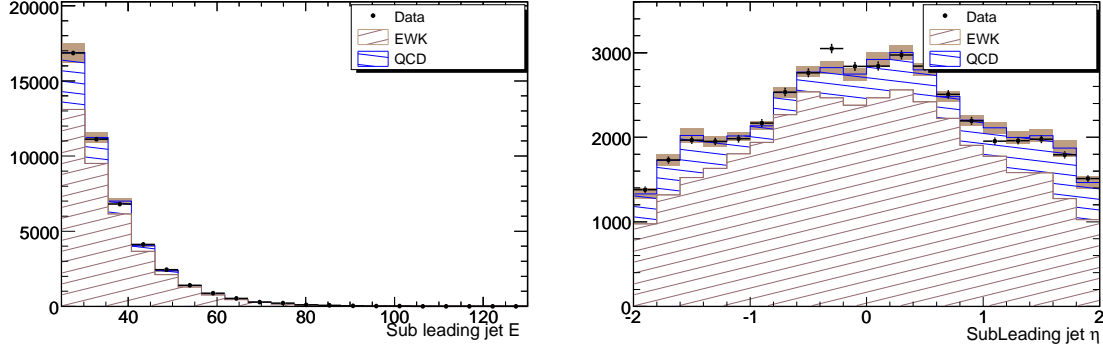 20000
15000
10000
5000
0
40 60 80 100 120
Sub leading jet E
Data
EWK
QCD
3000
2000
1000
0
-2 -1 0 1 2
SubLeading jet η
Data
EWK
QCD